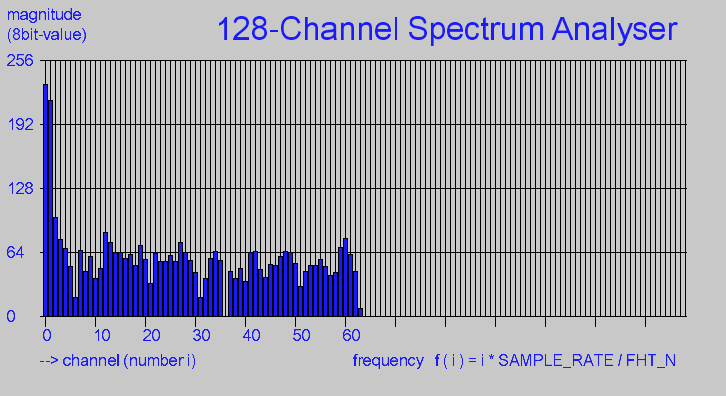 magnitude
(8bit-value)
128-Channel Spectrum Analyser
256
192
128
64
0
0 10 20 30 40 50 60
--> channel (number i)
frequency f ( i ) = i * SAMPLE_RATE / FHT_N